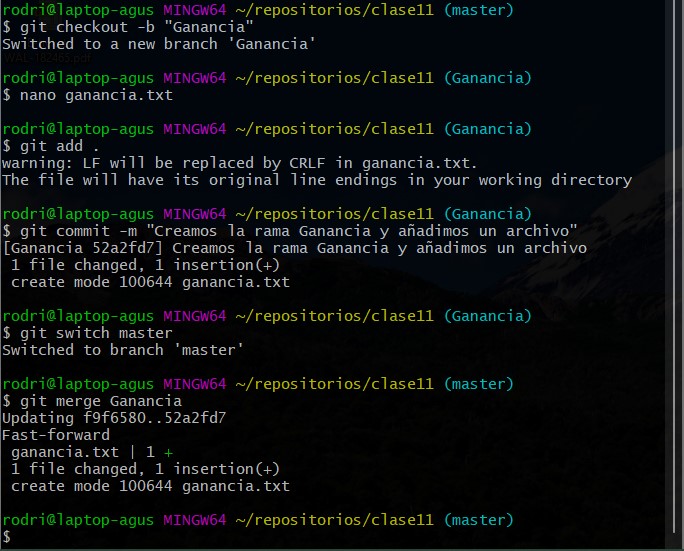 rodri@laptop-agus MINGW64 ~/repositorios/clase11 (master)
$ git checkout -b "Ganancia"
Switched to a new branch 'Ganancia'
rodri@laptop-agus MINGW64 ~/repositorios/clase11 (Ganancia)
$ nano ganancia.txt
rodri@laptop-agus MINGW64 ~/repositorios/clase11 (Ganancia)
$ git add .
warning: LF will be replaced by CRLF in ganancia.txt.
The file will have its original line endings in your working directory
rodri@laptop-agus MINGW64 ~/repositorios/clase11 (Ganancia)
$ git commit -m "Creamos la rama Ganancia y añadimos un archivo"
[Ganancia 52a2fd7] Creamos la rama Ganancia y añadimos un archivo
1 file changed, 1 insertion(+)
create mode 100644 ganancia.txt
rodri@laptop-agus MINGW64 ~/repositorios/clase11 (Ganancia)
$ git switch master
Switched to branch 'master'
rodri@laptop-agus MINGW64 ~/repositorios/clase11 (master)
$ git merge Ganancia
Updating f9f6580..52a2fd7
Fast-forward
ganancia.txt | 1 +
1 file changed, 1 insertion(+)
create mode 100644 ganancia.txt
rodri@laptop-agus MINGW64 ~/repositorios/clase11 (master)
$